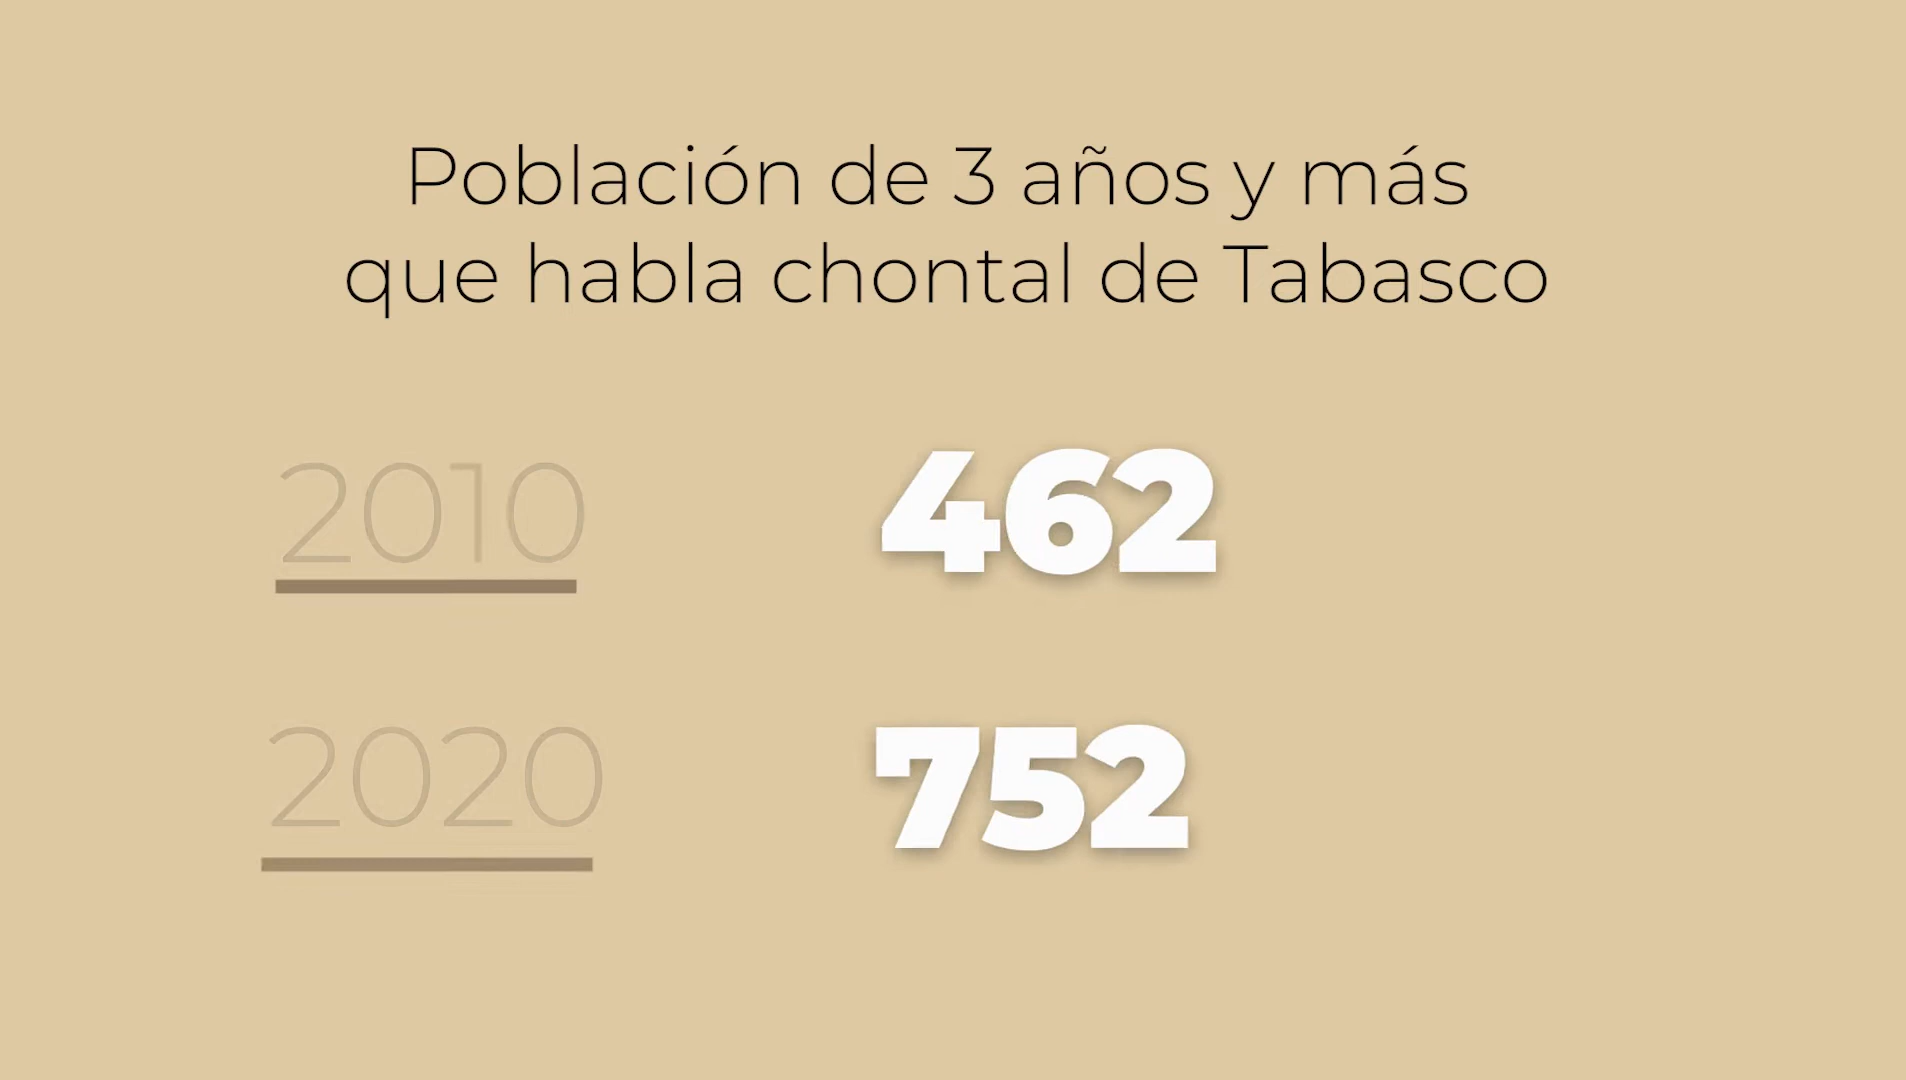 Población de 3 años y más
que habla chontal de Tabasco
2010 462
2020 752